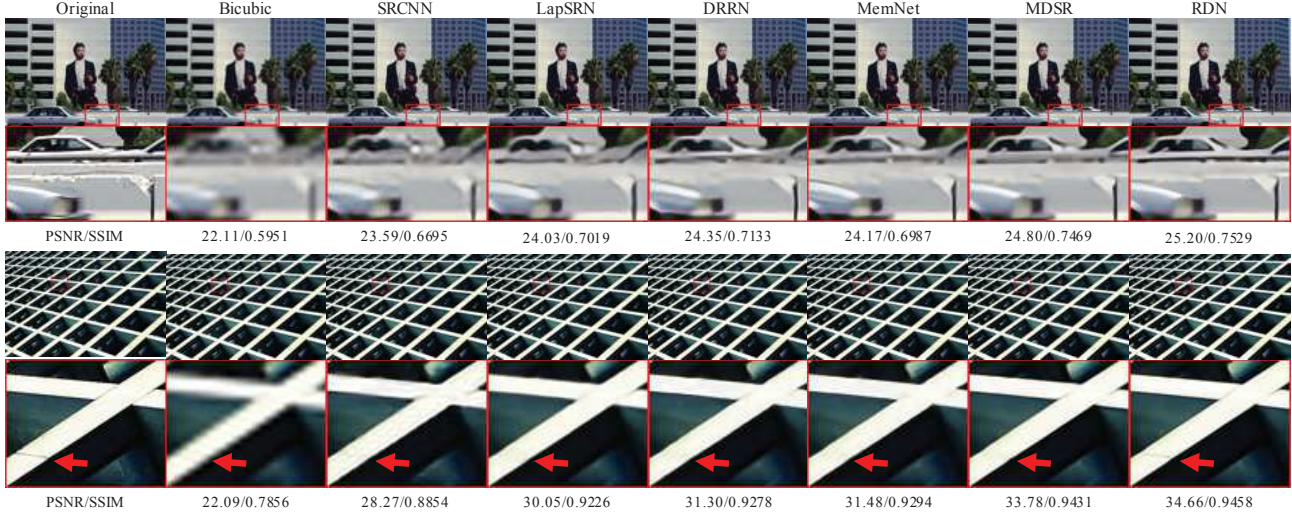 Original Bicubic SRCNN LapSRN DRRN MemNet MDSR RDN
PSNR/SSIM 22.11/0.5951 23.59/0.6695 24.03/0.7019 24.35/0.7133 24.17/0.6987 24.80/0.7469 25.20/0.7529
PSNR/SSIM 22.09/0.7856 28.27/0.8854 30.05/0.9226 31.30/0.9278 31.48/0.9294 33.78/0.9431 34.66/0.9458